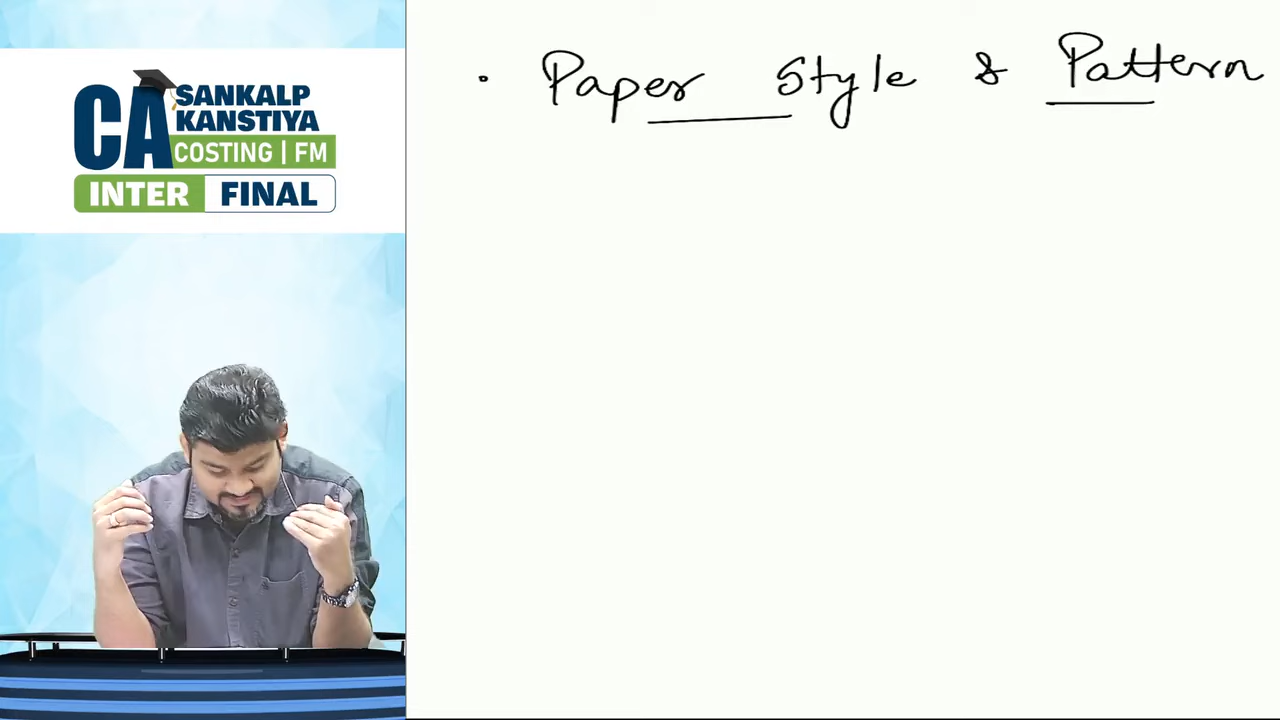 CA SANKALP
KANSTIYA
COSTING | FM
INTER FINAL
· Paper Style & Pattern